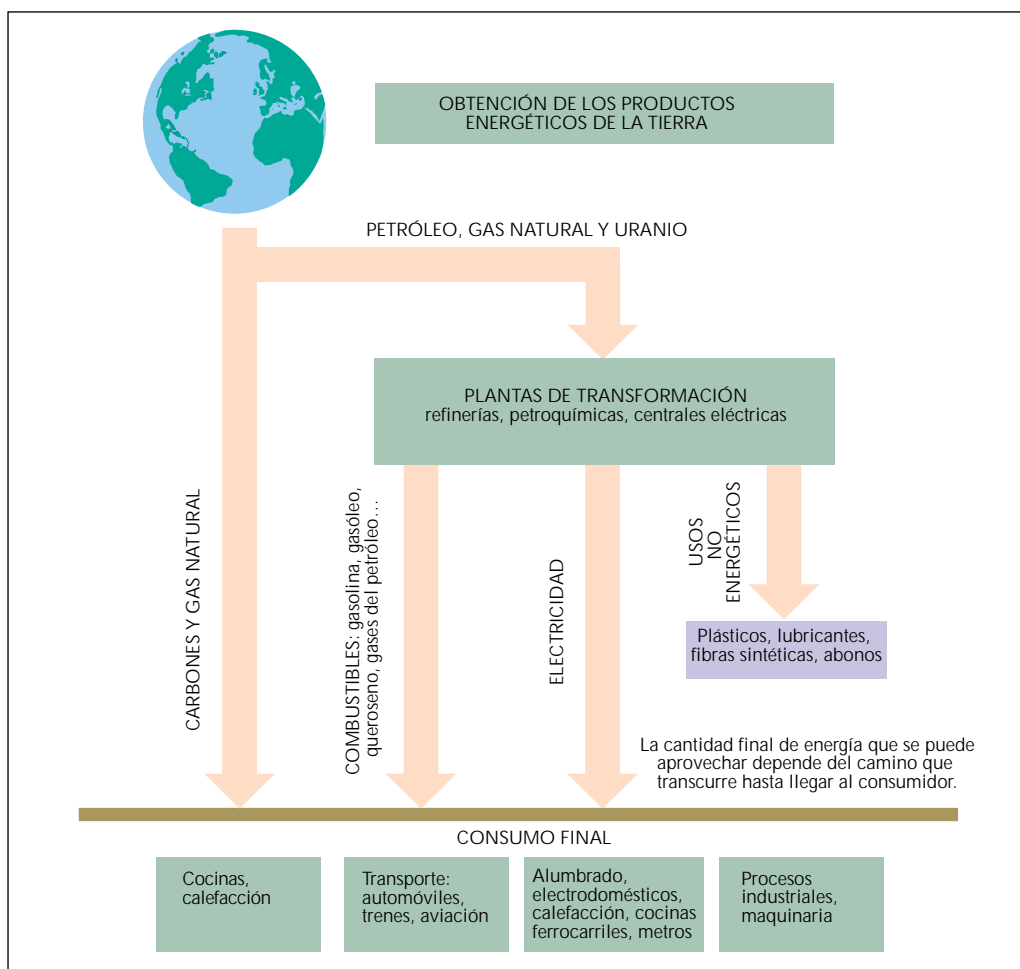 OBTENCIÓN DE LOS PRODUCTOS
ENERGÉTICOS DE LA TIERRA
PETRÓLEO, GAS NATURAL Y URANIO
PLANTAS DE TRANSFORMACIÓN
refinerías, petroquímicas, centrales eléctricas
CARBONES Y GAS NATURAL
COMBUSTIBLES: gasolina, gasóleo,
queroseno, gases del petróleo...
ELECTRICIDAD
USOS
NO
ENERGÉTICOS
Plásticos, lubricantes,
fibras sintéticas, abonos
La cantidad final de energía que se puede
aprovechar depende del camino que
transcurre hasta llegar al consumidor.
CONSUMO FINAL
Cocinas,
calefacción
Transporte:
automóviles,
trenes, aviación
Alumbrado,
electrodomésticos,
calefacción, cocinas
ferrocarriles, metros
Procesos
industriales,
maquinaria